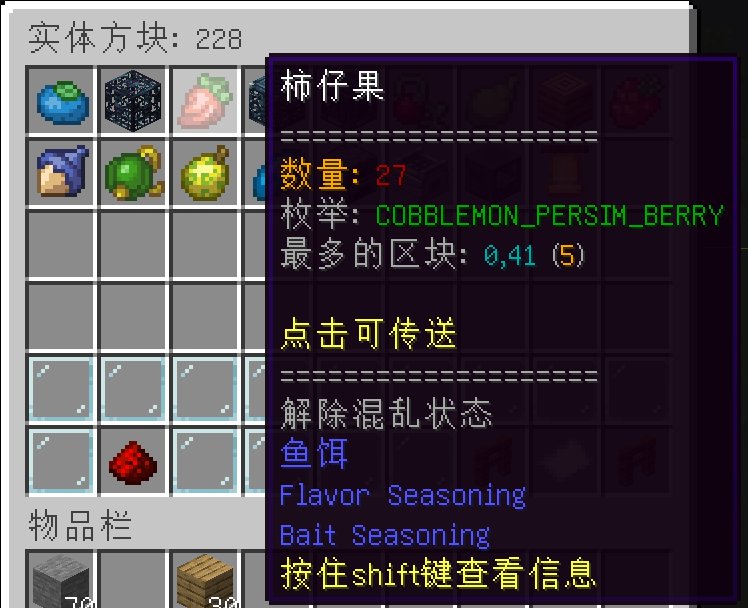 实体方块: 228
柿仔果
====================
数量: 27
枚举: COBBLEMON_PERSIM_BERRY
最多的区块: 0,41 (5)
点击可传送
====================
解除混乱状态
鱼饵
Flavor Seasoning
Bait Seasoning
按住shift键查看信息
物品栏
70
30